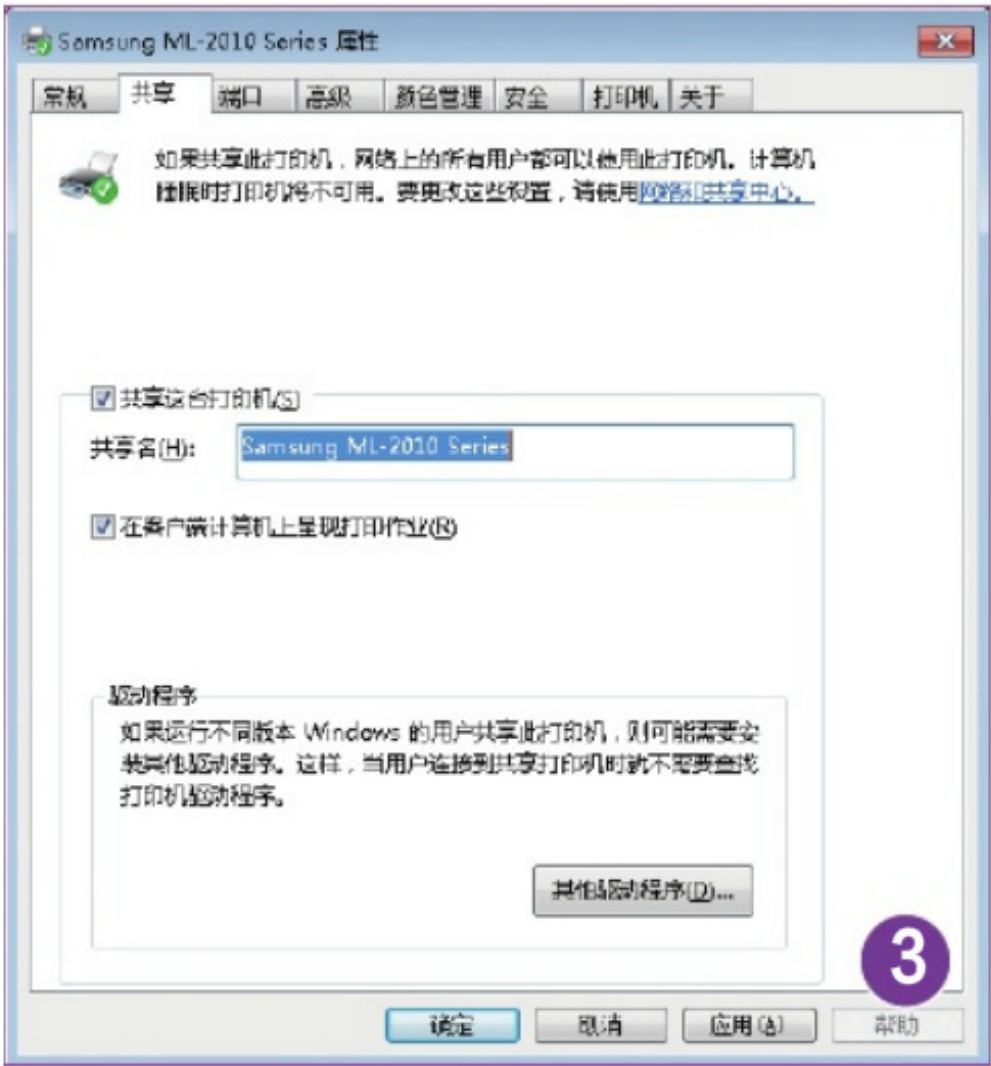 Samsung ML-2010 Series 属性
常规 共享 端口 高级 颜色管理 安全 打印机 关于
如果共享此打印机，网络上的所有用户都可以使用此打印机。计算机
睡眠时打印机将不可用。要更改这些设置，请使用网络和共享中心。
共享这台打印机(S)
共享名(H): Samsung ML-2010 Series
在客户端计算机上呈现打印作业(R)
驱动程序
如果运行不同版本 Windows 的用户共享此打印机，则可能需要安
装其他驱动程序。这样，当用户连接到共享打印机时就不需要查找
打印机驱动程序。
其他驱动程序(D)...
3
确定 取消 应用(A) 帮助